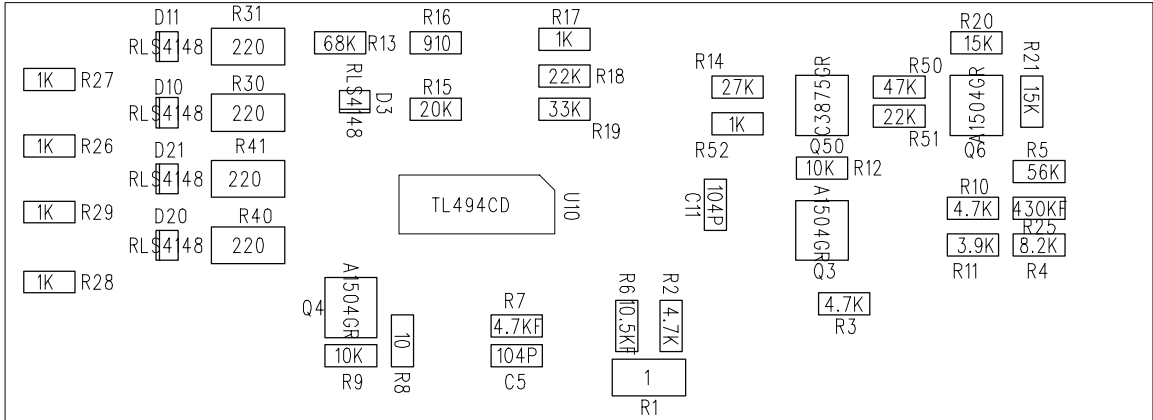 D11
RLS4148
R31
220
68K R13
R16
910
R17
1K
R20
15K
1K R27
D10
RLS4148
R30
220
RLS4148
D3
R15
20K
22K R18
33K
R19
R14
27K
1K
R52
C3875GR
Q50
R50
47K
22K
R51
A1504GR
Q6
R21
15K
1K R26
D21
RLS4148
R41
220
10K R12
R5
56K
1K R29
D20
RLS4148
R40
220
TL494CD
U10
104P
C11
A1504GR
Q3
R10
4.7K
430KF
R25
3.9K
R11
8.2K
R4
1K R28
Q4
A1504GR
10K
R9
10
R8
R7
4.7KF
104P
C5
R6
10.5KF
R2
4.7K
1
R1
4.7K
R3